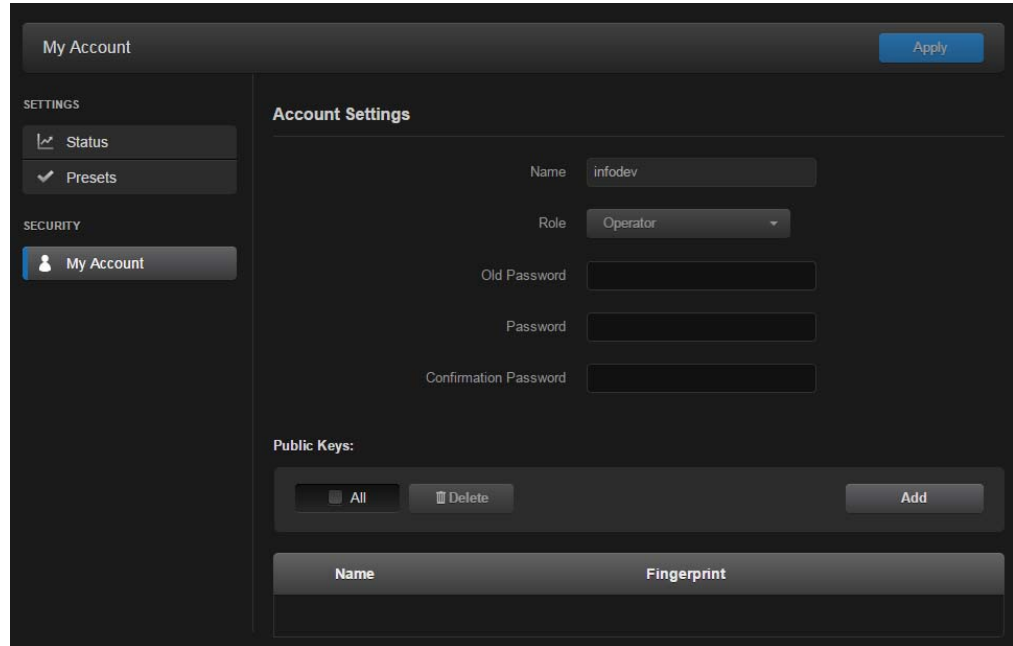 My Account
Apply
SETTINGS
Status
Presets
SECURITY
My Account
Account Settings
Name infodev
Role Operator
Old Password
Password
Confirmation Password
Public Keys:
All Delete Add
Name Fingerprint